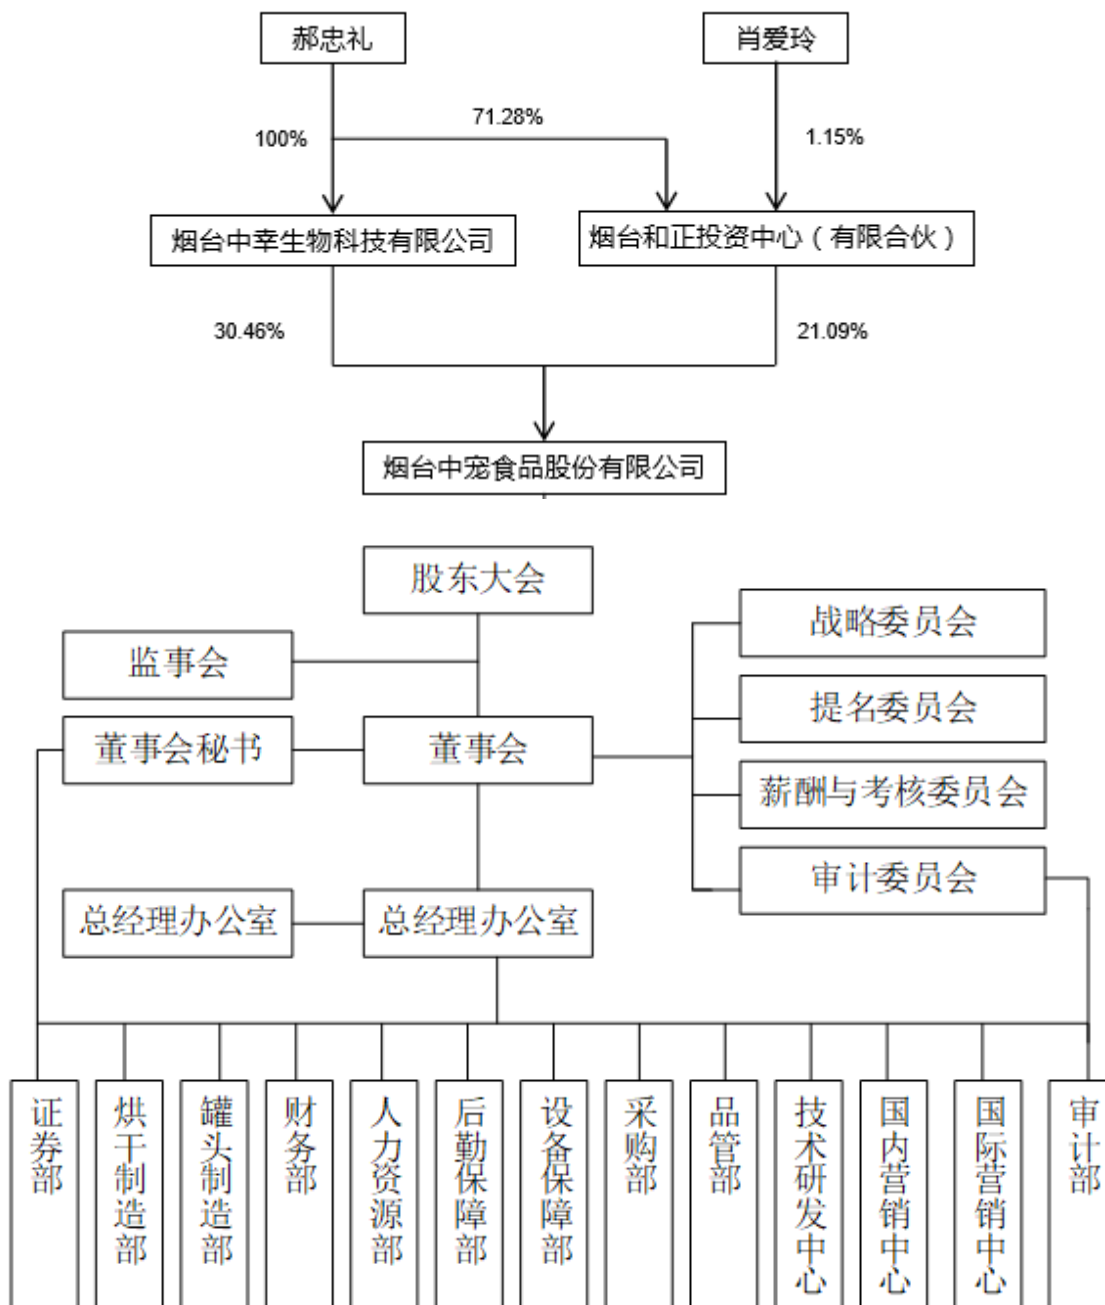 郝忠礼
肖爱玲
71.28%
100%
1.15%
烟台中幸生物科技有限公司
烟台和正投资中心（有限合伙）
30.46%
21.09%
烟台中宠食品股份有限公司
股东大会
战略委员会
监事会
提名委员会
董事会秘书
董事会
薪酬与考核委员会
审计委员会
总经理办公室
总经理办公室
证券部
烘干制造部
罐头制造部
财务部
人力资源部
后勤保障部
设备保障部
采购部
品管部
技术研发中心
国内营销中心
国际营销中心
审计部